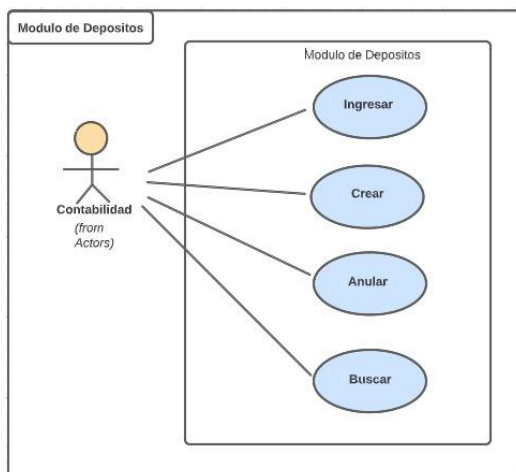 Modulo de Depositos
Modulo de Depositos
Ingresar
Crear
Contabilidad
(from
Actors)
Anular
Buscar